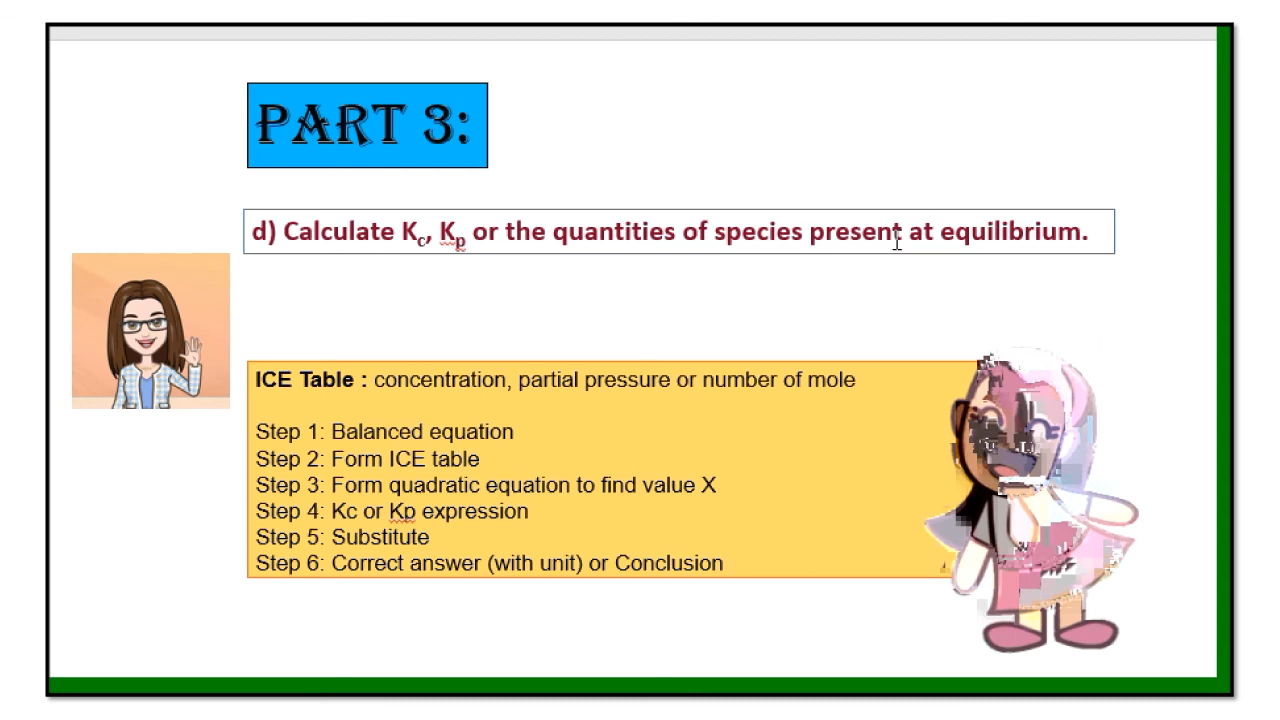 PART 3:
d) Calculate Kc, Kp or the quantities of species present at equilibrium.
ICE Table : concentration, partial pressure or number of mole
Step 1: Balanced equation
Step 2: Form ICE table
Step 3: Form quadratic equation to find value X
Step 4: Kc or Kp expression
Step 5: Substitute
Step 6: Correct answer (with unit) or Conclusion